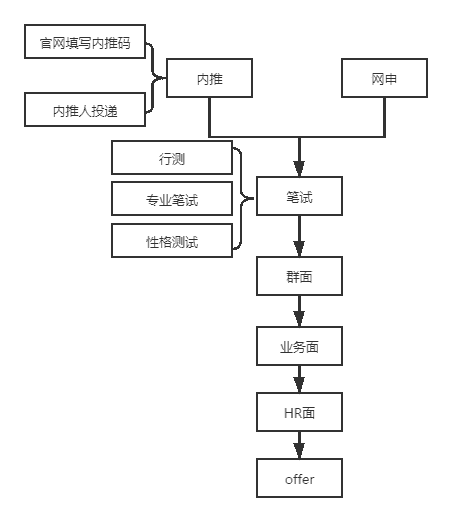 官网填写内推码
内推
网申
内推人投递
行测
专业笔试
笔试
性格测试
群面
业务面
HR面
offer